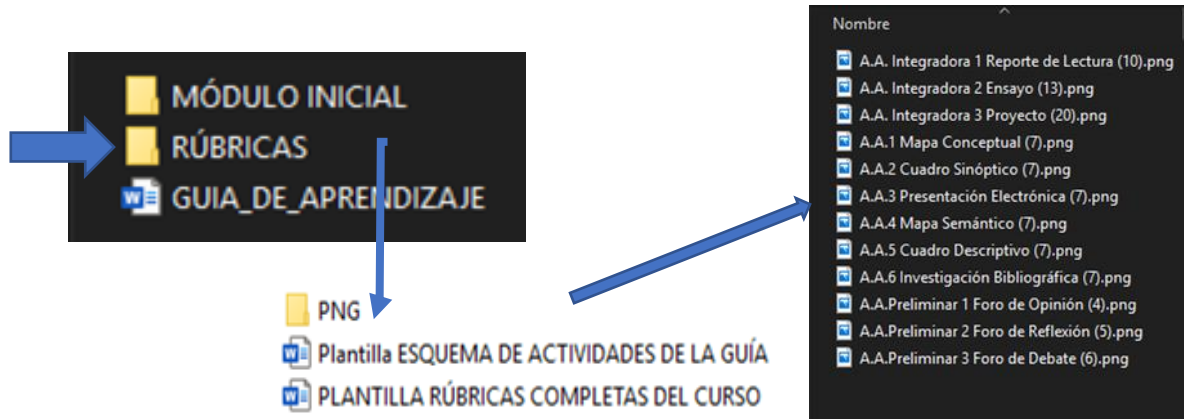 MÓDULO INICIAL
RÚBRICAS
GUIA_DE_APRENDIZAJE
PNG
Plantilla ESQUEMA DE ACTIVIDADES DE LA GUÍA
PLANTILLA RÚBRICAS COMPLETAS DEL CURSO
Nombre
A.A. Integradora 1 Reporte de Lectura (10).png
A.A. Integradora 2 Ensayo (13).png
A.A. Integradora 3 Proyecto (20).png
A.A.1 Mapa Conceptual (7).png
A.A.2 Cuadro Sinóptico (7).png
A.A.3 Presentación Electrónica (7).png
A.A.4 Mapa Semántico (7).png
A.A.5 Cuadro Descriptivo (7).png
A.A.6 Investigación Bibliográfica (7).png
A.A.Preliminar 1 Foro de Opinión (4).png
A.A.Preliminar 2 Foro de Reflexión (5).png
A.A.Preliminar 3 Foro de Debate (6).png